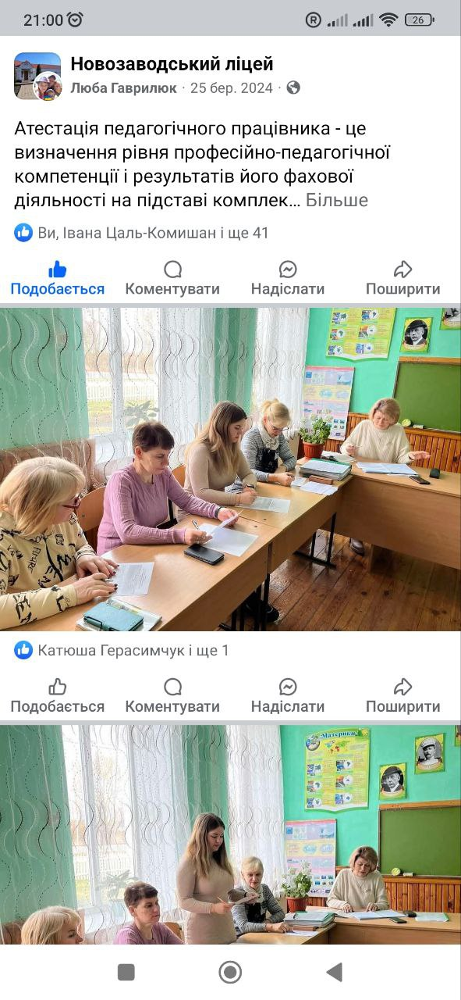 21:00
26
Новозаводський ліцей
Люба Гаврилюк · 25 бер. 2024 ·
Атестація педагогічного працівника - це
визначення рівня професійно-педагогічної
компетенції і результатів його фахової
діяльності на підставі комплек... Більше
Ви, Івана Цаль-Комишан і ще 41
Подобається Коментувати Надіслати Поширити
Катюша Герасимчук і ще 1
Подобається Коментувати Надіслати Поширити
Материки